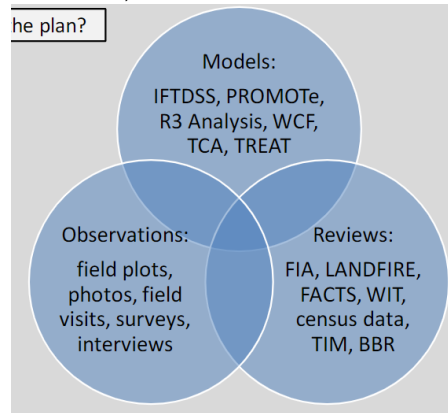 he plan?
Models:
IFTDSS, PROMOTe,
R3 Analysis, WCF,
TCA, TREAT
Observations:
field plots,
photos, field
visits, surveys,
interviews
Reviews:
FIA, LANDFIRE,
FACTS, WIT,
census data,
TIM, BBR